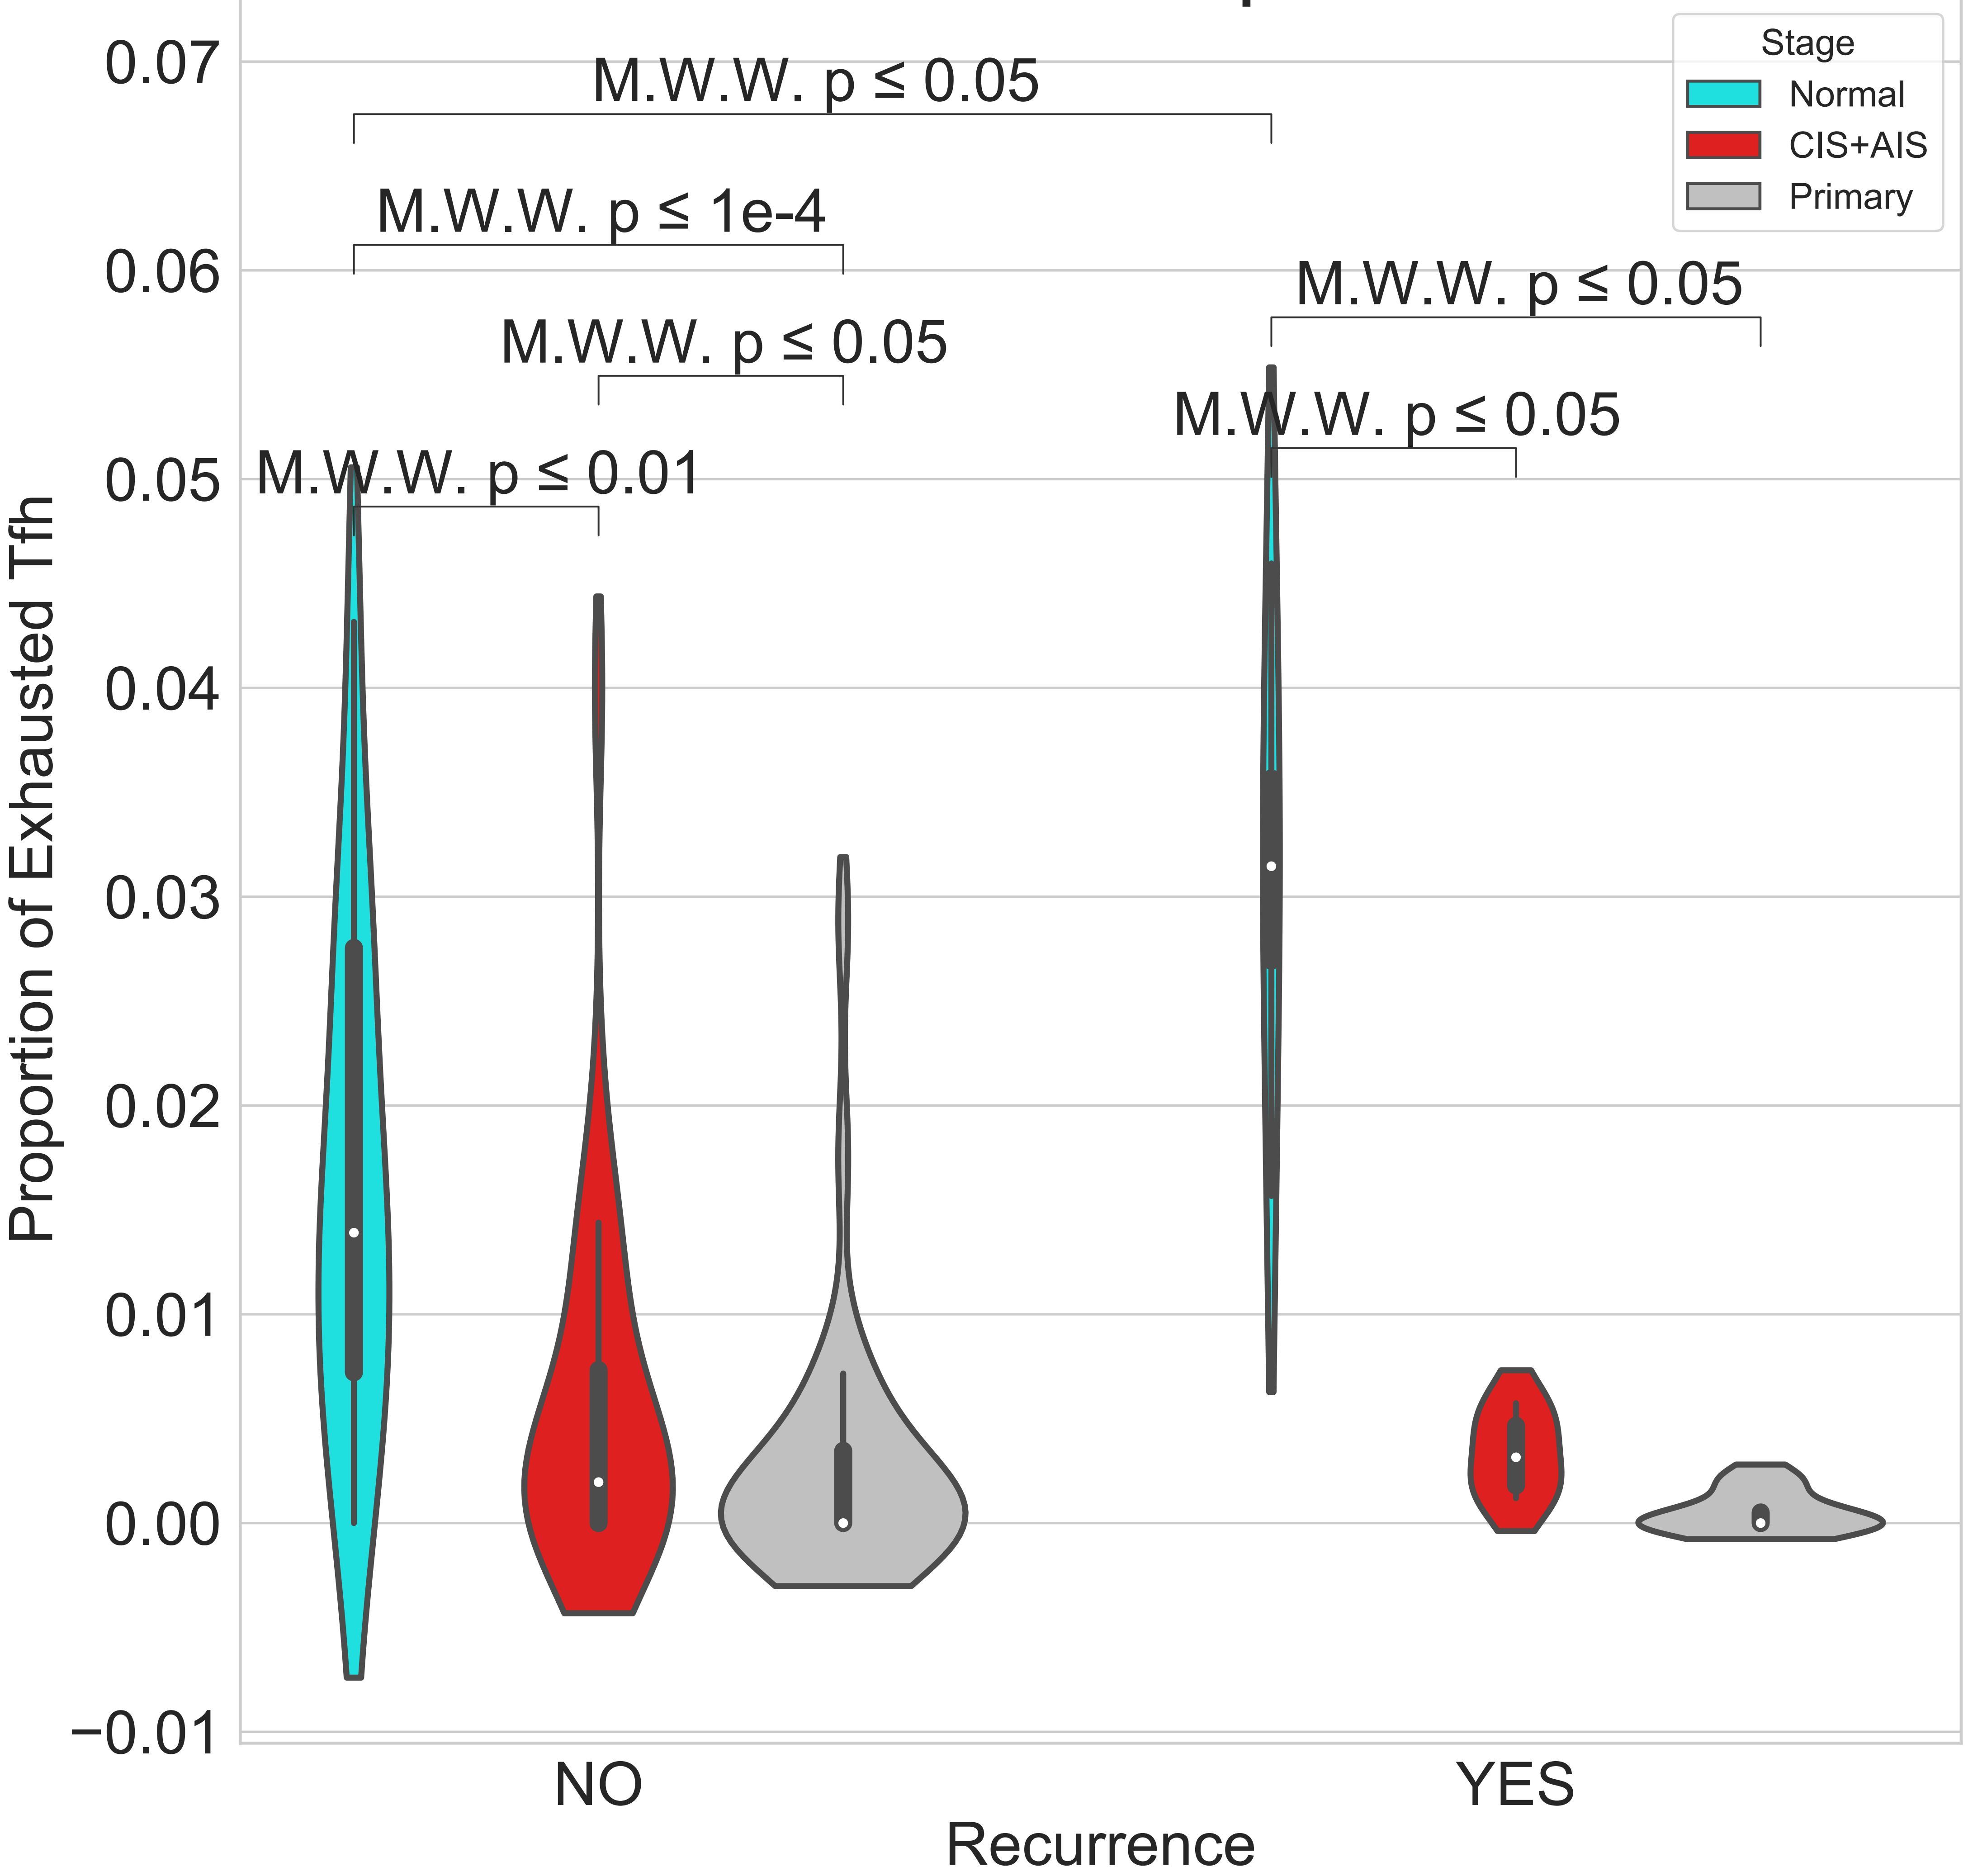 0.07
0.06
0.05
0.04
0.03
0.02
0.01
0.00
−0.01
Proportion of Exhausted Tfh
M.W.W. p ≤ 0.05
M.W.W. p ≤ 1e-4
M.W.W. p ≤ 0.05
M.W.W. p ≤ 0.01
M.W.W. p ≤ 0.05
M.W.W. p ≤ 0.05
Stage
Normal
CIS+AIS
Primary
NO
YES
Recurrence